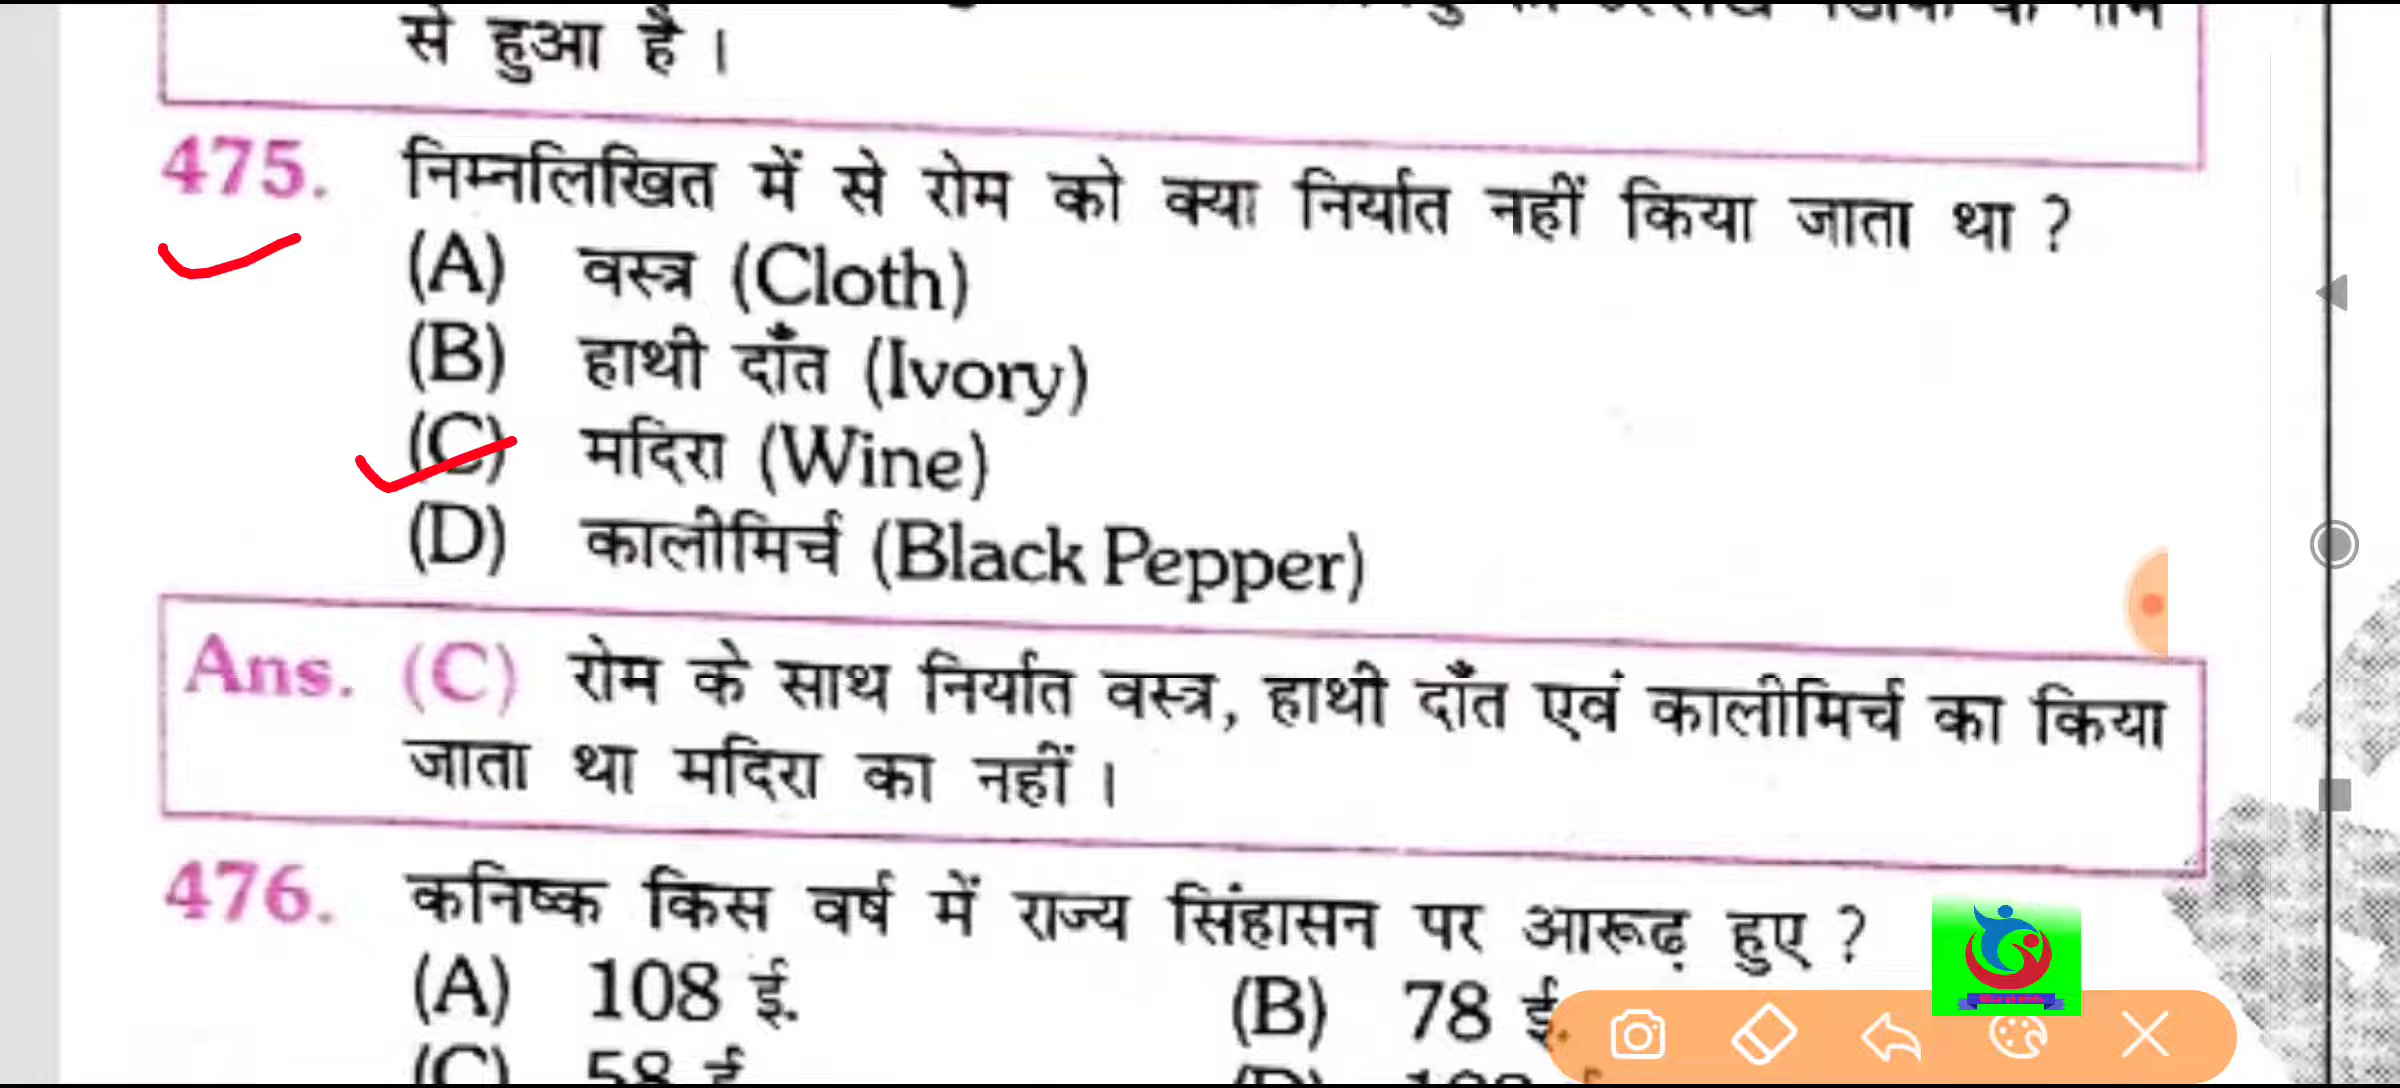 से हुआ है ।
475. निम्नलिखित में से रोम को क्या निर्यात नहीं किया जाता था ?
(A) वस्त्र (Cloth)
(B) हाथी दाँत (Ivory)
(C) मदिरा (Wine)
(D) कालीमिर्च (Black Pepper)
Ans. (C) रोम के साथ निर्यात वस्त्र, हाथी दाँत एवं कालीमिर्च का किया
जाता था मदिरा का नहीं ।
476. कनिष्क किस वर्ष में राज्य सिंहासन पर आरूढ़ हुए ?
(A) 108 ई. (B) 78 ई.
(C) 58 ई